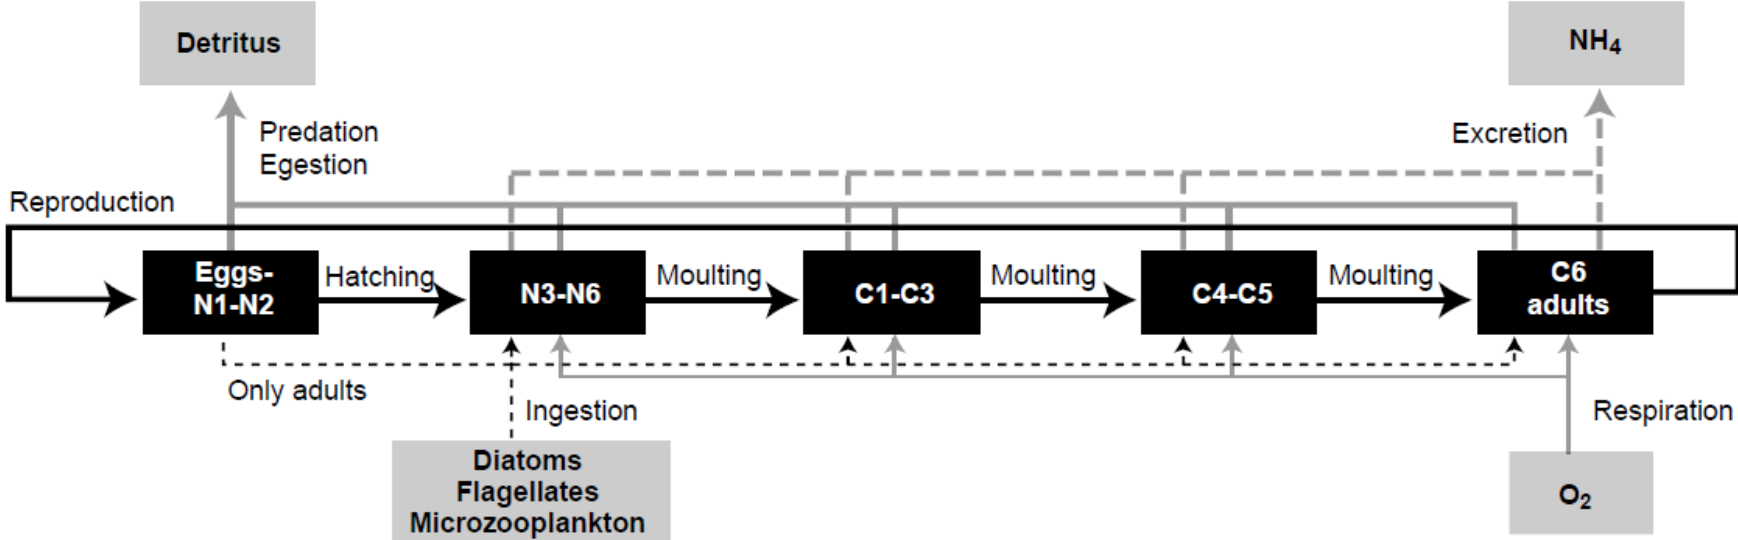 Detritus
NH₄
Predation
Egestion
Excretion
Reproduction
Eggs-
N1-N2
Hatching
N3-N6
Moulting
C1-C3
Moulting
C4-C5
Moulting
C6
adults
Only adults
Ingestion
Respiration
Diatoms
Flagellates
Microzooplankton
O₂